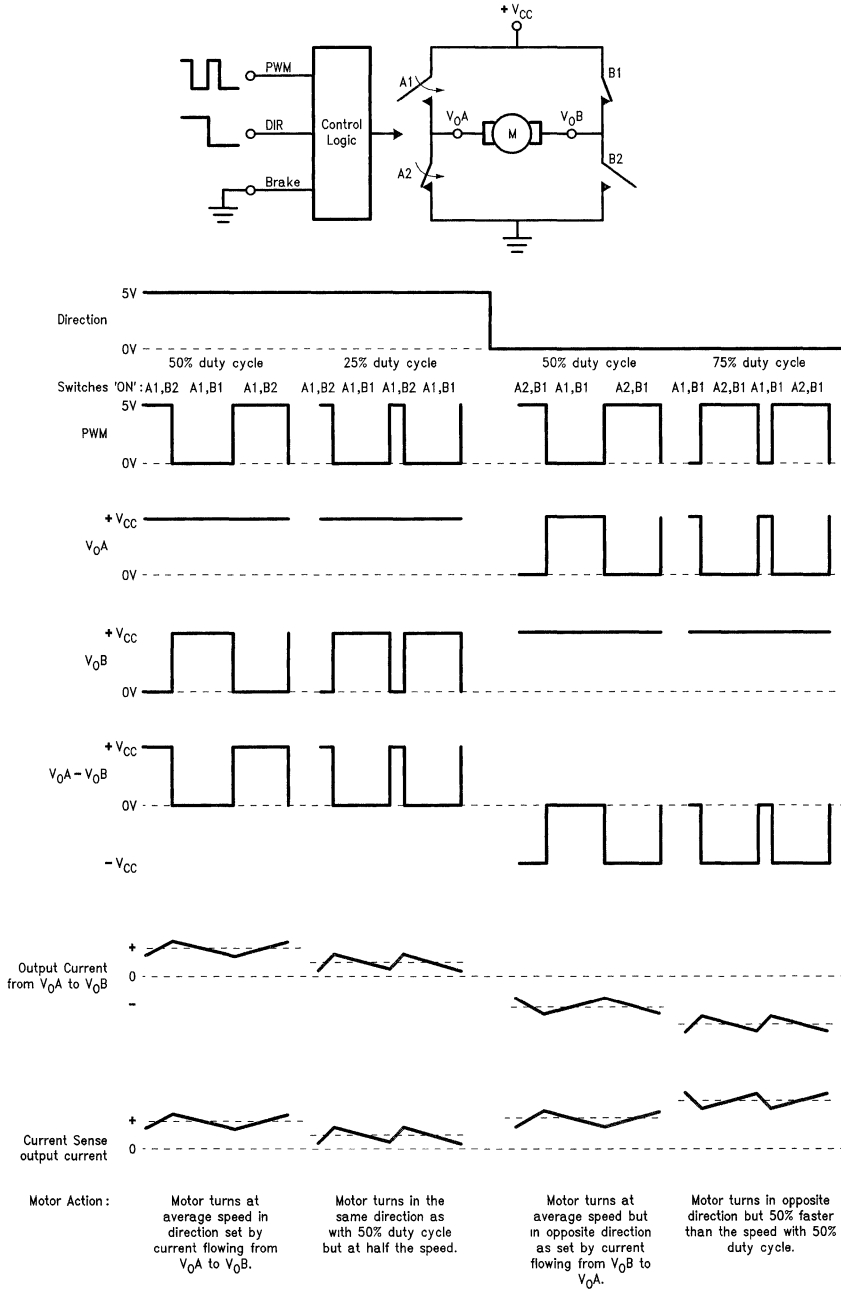 + VCC
PWM
A1
B1
DIR
Control
Logic
VOA
M
VOB
A2
B2
Brake
5V
Direction
0V
50% duty cycle 25% duty cycle 50% duty cycle 75% duty cycle
Switches 'ON': A1,B2 A1,B1 A1,B2 A1,B2 A1,B1 A1,B2 A1,B1 A2,B1 A1,B1 A2,B1 A1,B1 A2,B1 A1,B1 A2,B1
5V
PWM
0V
+ VCC
VOA
0V
+ VCC
VOB
0V
+ VCC
VOA – VOB
0V
– VCC
+
Output Current
from VOA to VOB
0
–
+
Current Sense
output current
0
Motor Action :
Motor turns at
average speed in
direction set by
current flowing from
VOA to VOB.
Motor turns in the
same direction as
with 50% duty cycle
but at half the speed.
Motor turns at
average speed but
in opposite direction
as set by current
flowing from VOB to
VOA.
Motor turns in opposite
direction but 50% faster
than the speed with 50%
duty cycle.